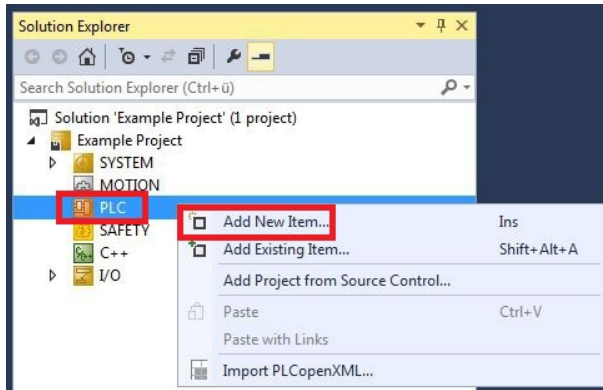 Solution Explorer
Search Solution Explorer (Ctrl+ü)
Solution 'Example Project' (1 project)
Example Project
SYSTEM
MOTION
PLC
SAFETY
C++
I/O
Add New Item... Ins
Add Existing Item... Shift+Alt+A
Add Project from Source Control...
Paste Ctrl+V
Paste with Links
Import PLCopenXML...